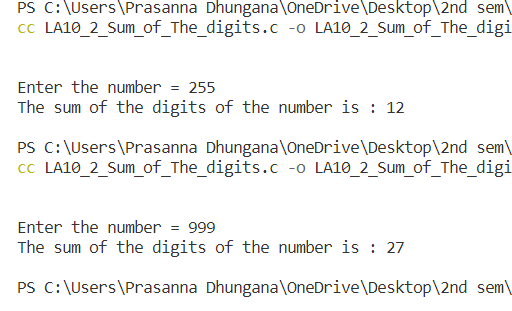 PS C:\Users\Prasanna Dhungana\OneDrive\Desktop\2nd sem\
cc LA10_2_Sum_of_The_digits.c -o LA10_2_Sum_of_The_digi
Enter the number = 255
The sum of the digits of the number is : 12
PS C:\Users\Prasanna Dhungana\OneDrive\Desktop\2nd sem\
cc LA10_2_Sum_of_The_digits.c -o LA10_2_Sum_of_The_digi
Enter the number = 999
The sum of the digits of the number is : 27
PS C:\Users\Prasanna Dhungana\OneDrive\Desktop\2nd sem\